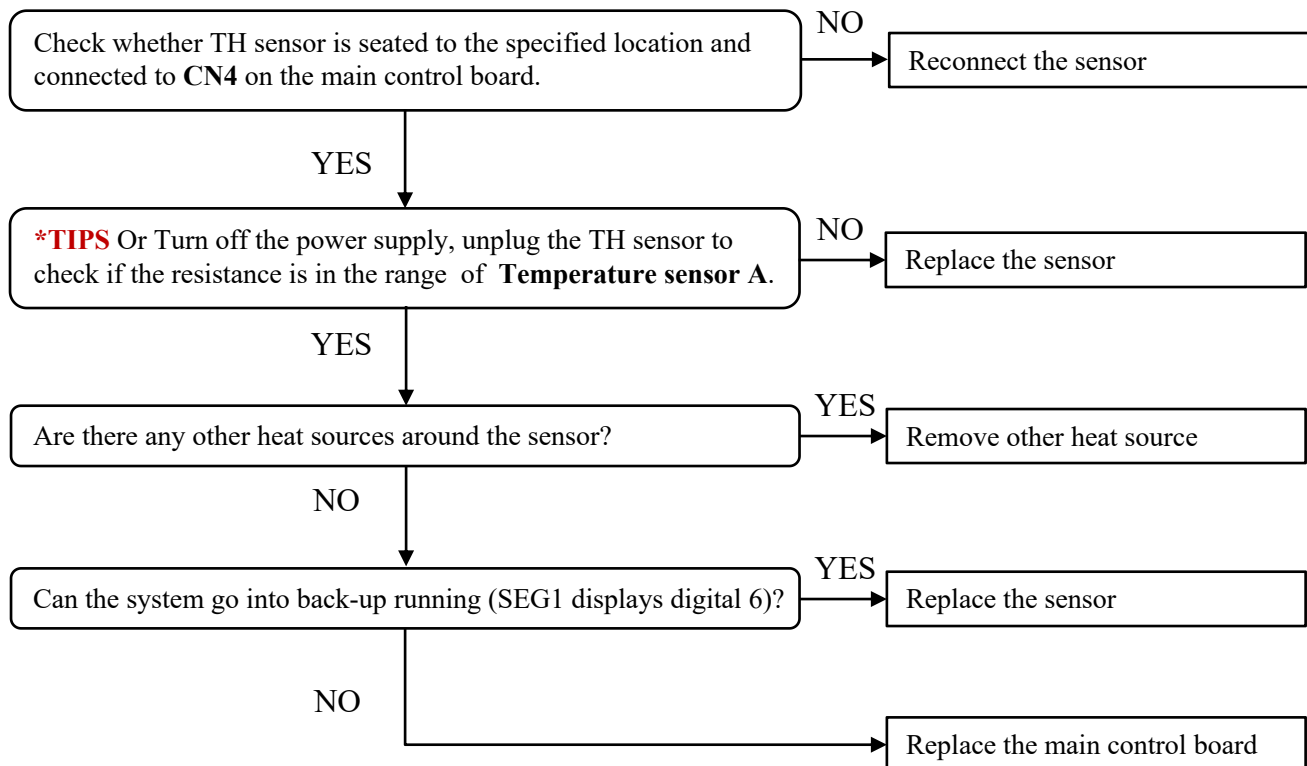 NO
Check whether TH sensor is seated to the specified location and
connected to CN4 on the main control board.
Reconnect the sensor
YES
*TIPS Or Turn off the power supply, unplug the TH sensor to
check if the resistance is in the range of Temperature sensor A.
NO
Replace the sensor
YES
Are there any other heat sources around the sensor?
YES
Remove other heat source
NO
Can the system go into back-up running (SEG1 displays digital 6)?
YES
Replace the sensor
NO
Replace the main control board